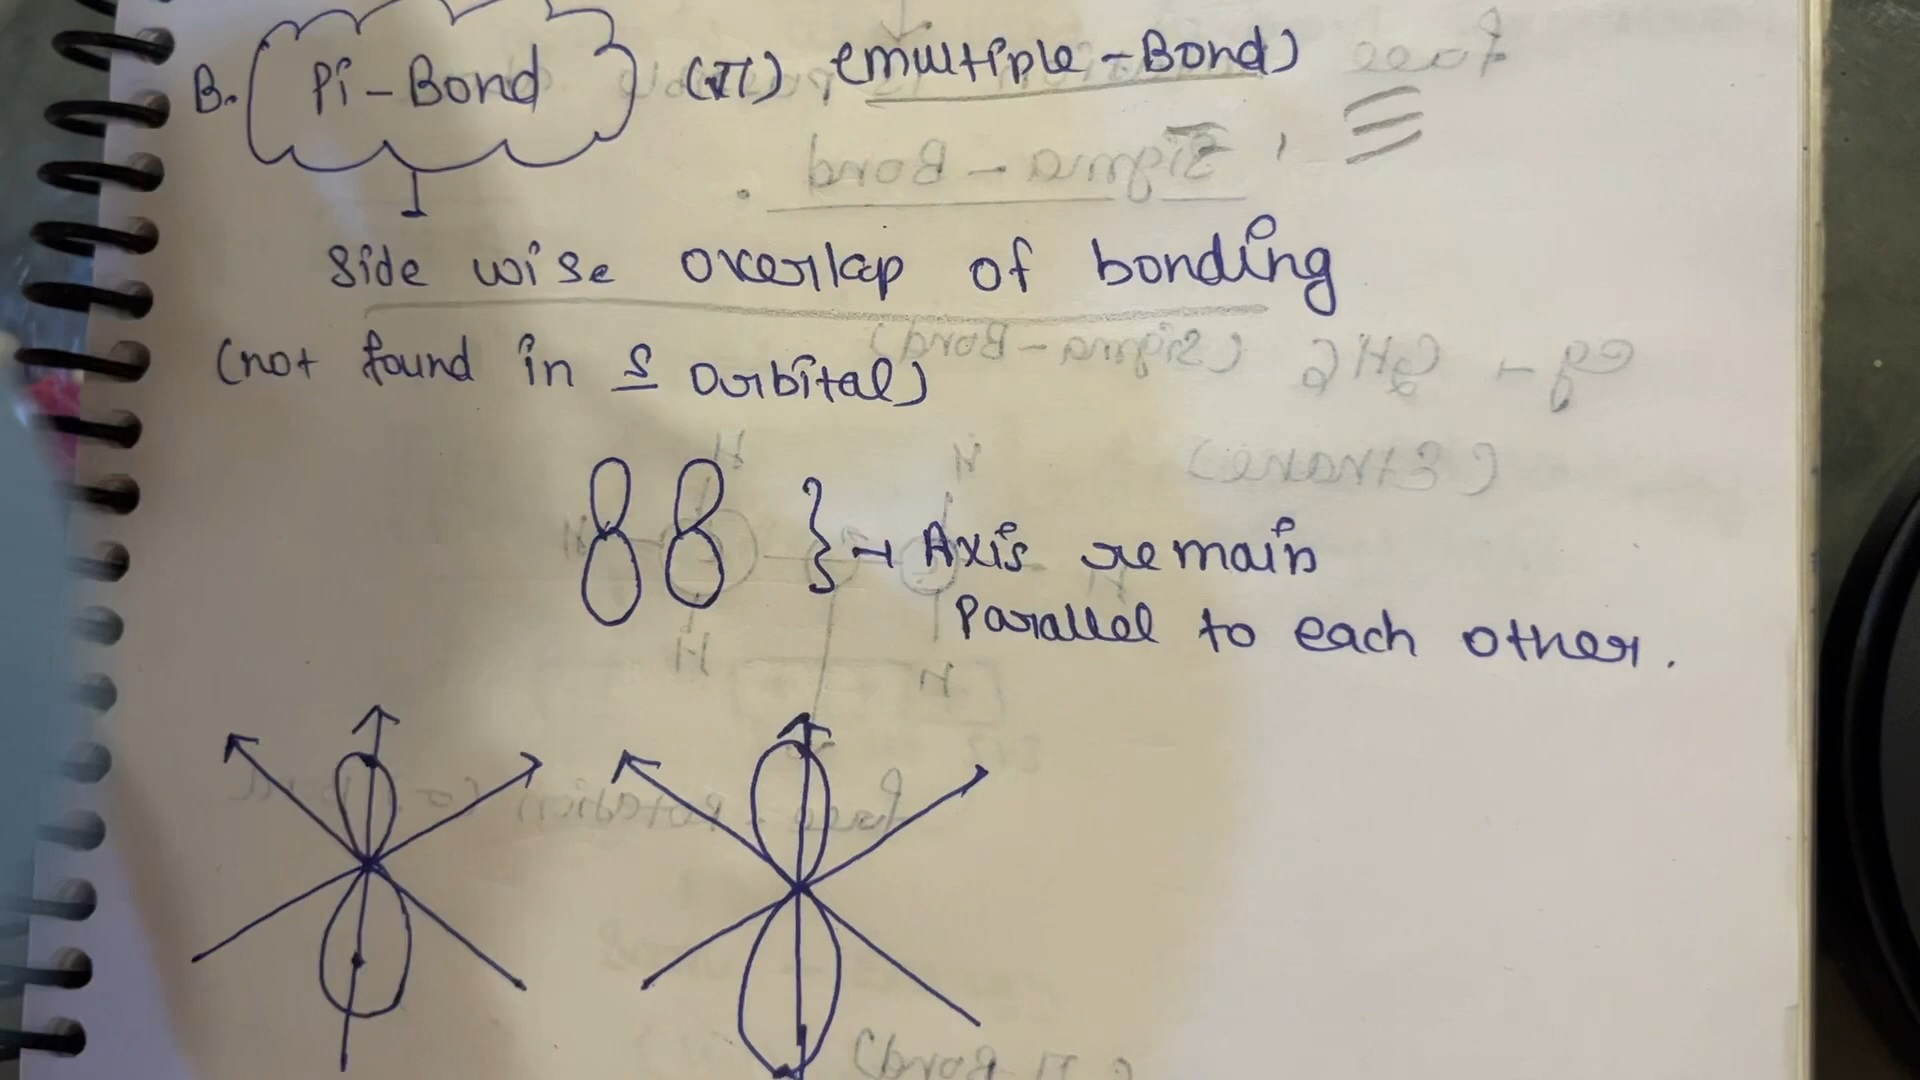 B. Pi-Bond (π) (multiple-Bond)
Side wise overlap of bonding
(not found in S orbital)
} → Axis remain
parallel to each other.